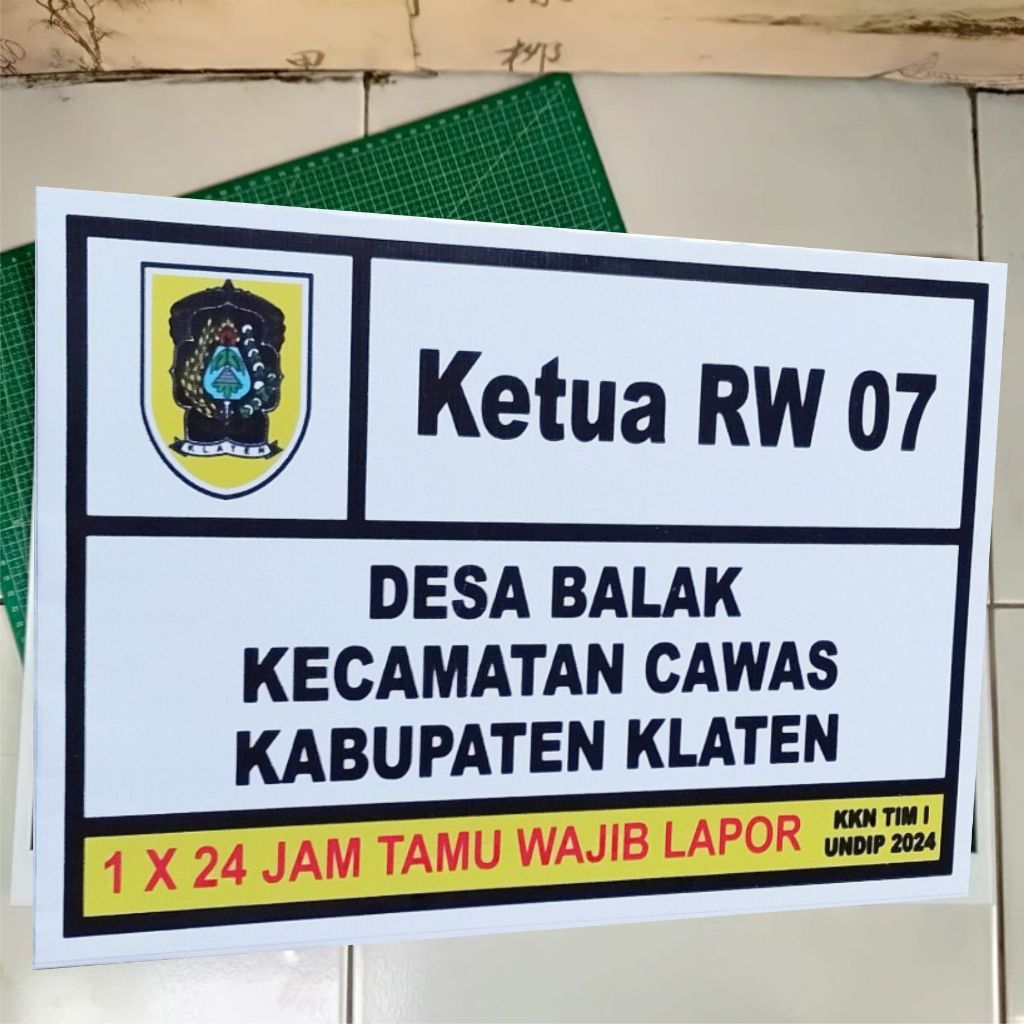 KLATEN
Ketua RW 07
DESA BALAK
KECAMATAN CAWAS
KABUPATEN KLATEN
1 X 24 JAM TAMU WAJIB LAPOR
KKN TIM I
UNDIP 2024